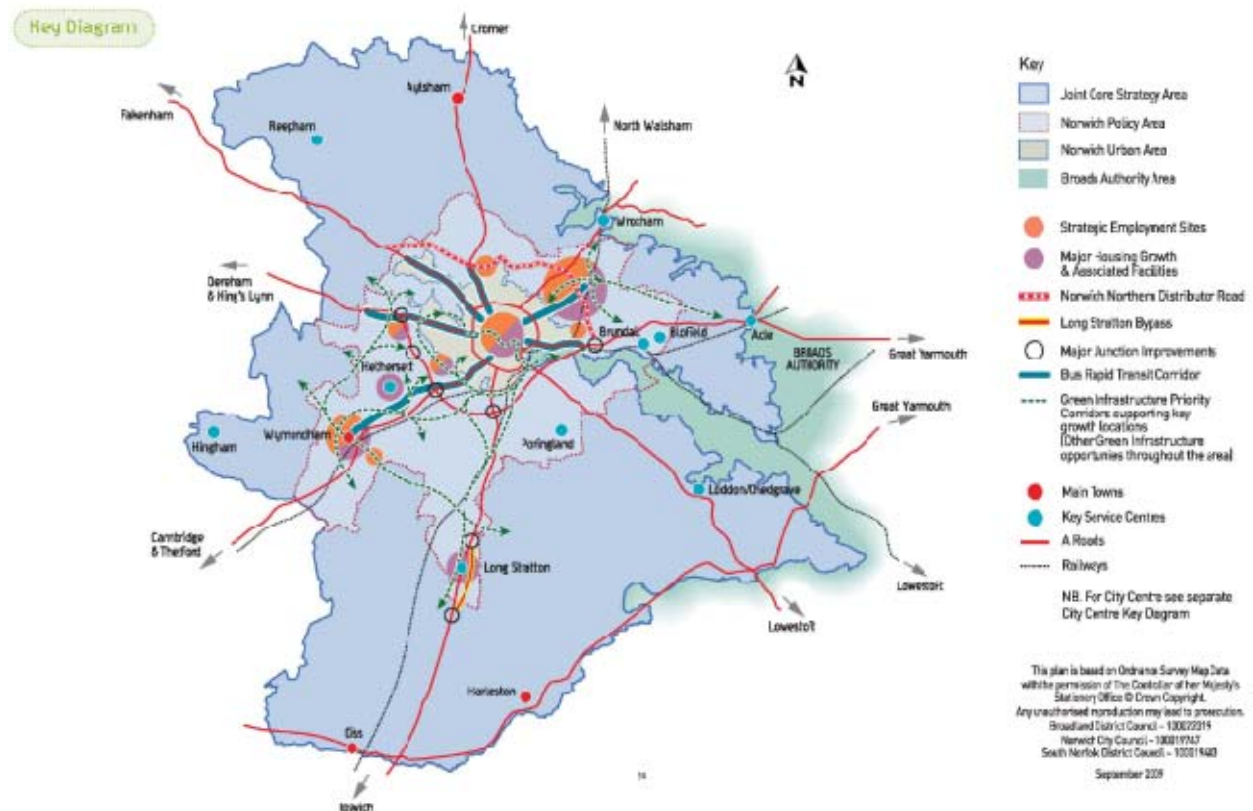 Key Diagram
Cromer
Aylsham
Fakenham
Reepham
North Walsham
Wroxham
N
Dereham
& King's Lynn
Brundall
Blofield
Acle
Great Yarmouth
BROADS
AUTHORITY
Great Yarmouth
Hethersett
Hingham
Wymondham
Poringland
Loddon/Chedgrave
Cambridge
& Thetford
Long Stratton
Lowestoft
Lowestoft
Harleston
Diss
Ipswich
Key
Joint Core Strategy Area
Norwich Policy Area
Norwich Urban Area
Broads Authority Area
Strategic Employment Sites
Major Housing Growth
& Associated Facilities
Norwich Northern Distributor Road
Long Stratton Bypass
Major Junction Improvements
Bus Rapid Transit Corridor
Green Infrastructure Priority
Corridors supporting key
growth locations
(Other Green Infrastructure
opportunies throughout the area)
Main Towns
Key Service Centres
A Roads
Railways
NB. For City Centre see separate
City Centre Key Diagram
This plan is based on Ordnance Survey Map Data
with the permission of The Controller of her Majesty's
Stationery Office © Crown Copyright.
Any unauthorised reproduction may lead to prosecution.
Broadland District Council -
Norwich City Council -
South Norfolk District Council -
September 2009